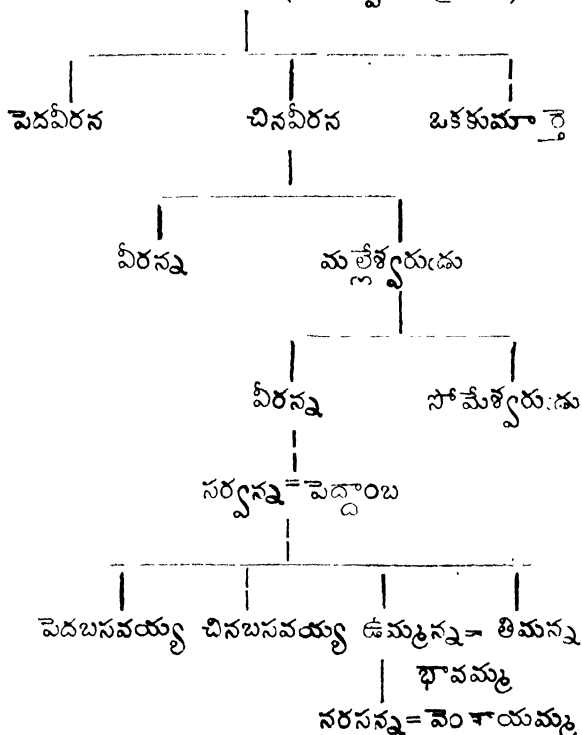 పెదవీరన చినవీరన ఒకకుమార్తె
వీరన్న మల్లేశ్వరుఁడు
వీరన్న సోమేశ్వరుఁడు
సర్వన్న = పెద్దాంబ
పెదబసవయ్య చినబసవయ్య ఉమ్మన్న = తిమన్న
భావమ్మ
నరసన్న =